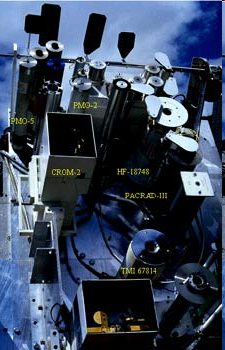 PMO-2
PMO-5
CROM-2
HF-18748
PACRAD-III
TMI 67814